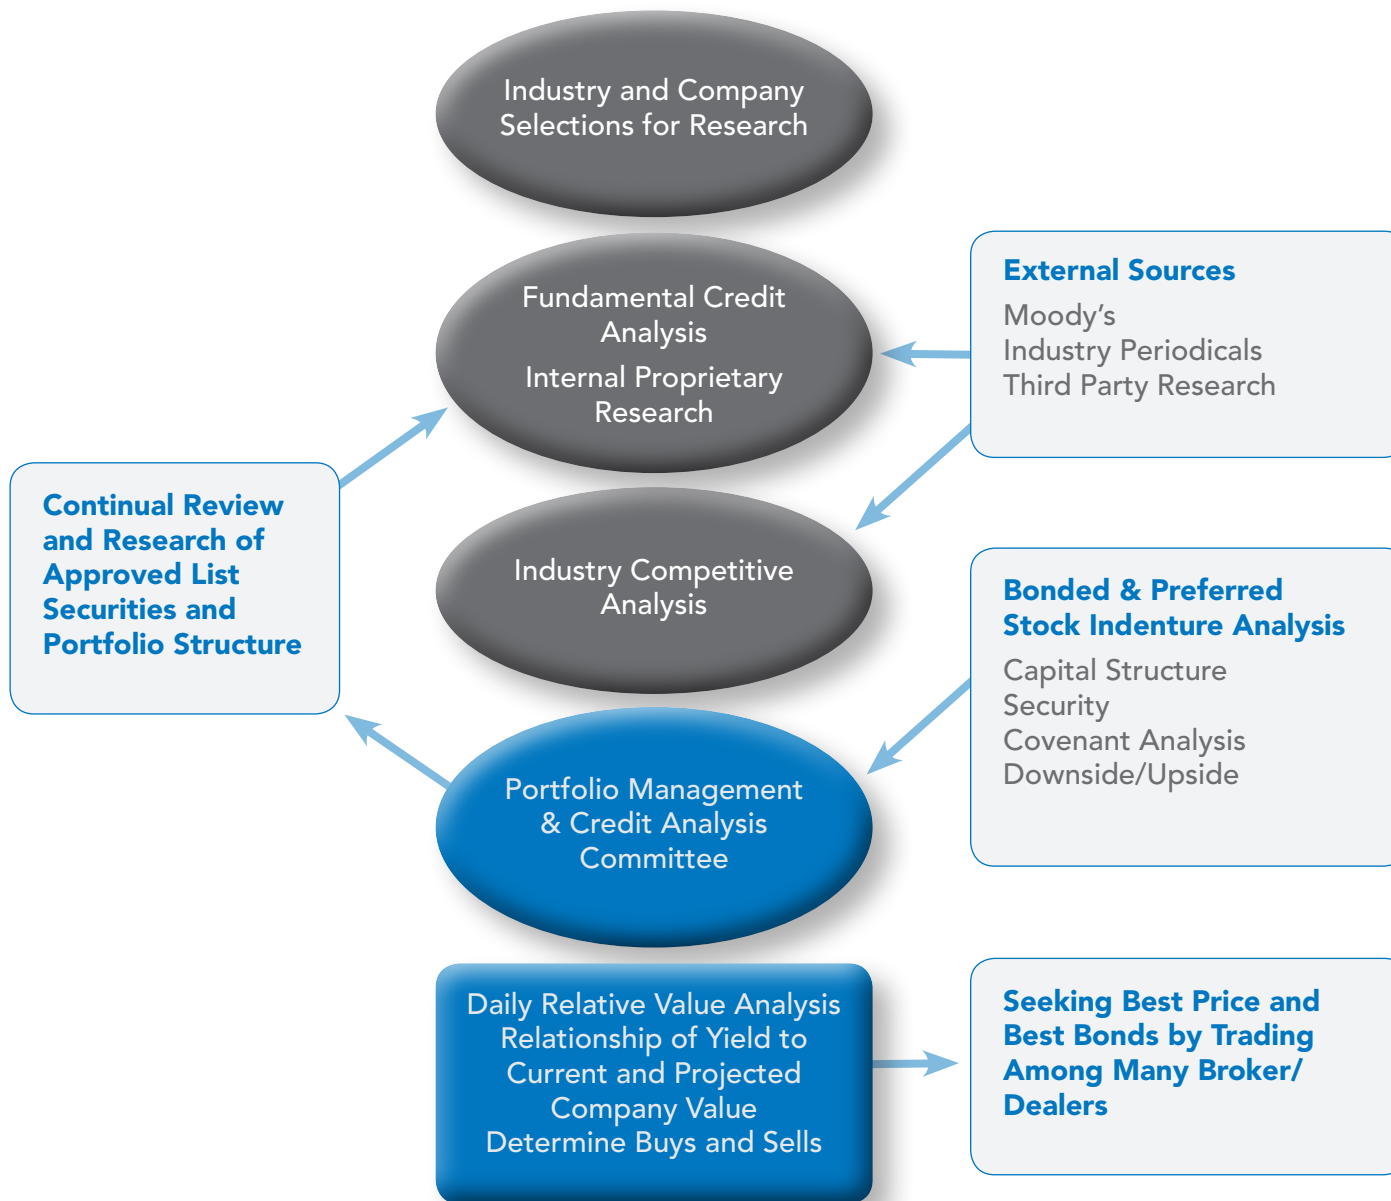 Industry and Company
Selections for Research
Fundamental Credit
Analysis
Internal Proprietary
Research
External Sources
Moody’s
Industry Periodicals
Third Party Research
Continual Review
and Research of
Approved List
Securities and
Portfolio Structure
Industry Competitive
Analysis
Bonded & Preferred
Stock Indenture Analysis
Capital Structure
Security
Covenant Analysis
Downside/Upside
Portfolio Management
& Credit Analysis
Committee
Daily Relative Value Analysis
Relationship of Yield to
Current and Projected
Company Value
Determine Buys and Sells
Seeking Best Price and
Best Bonds by Trading
Among Many Broker/
Dealers